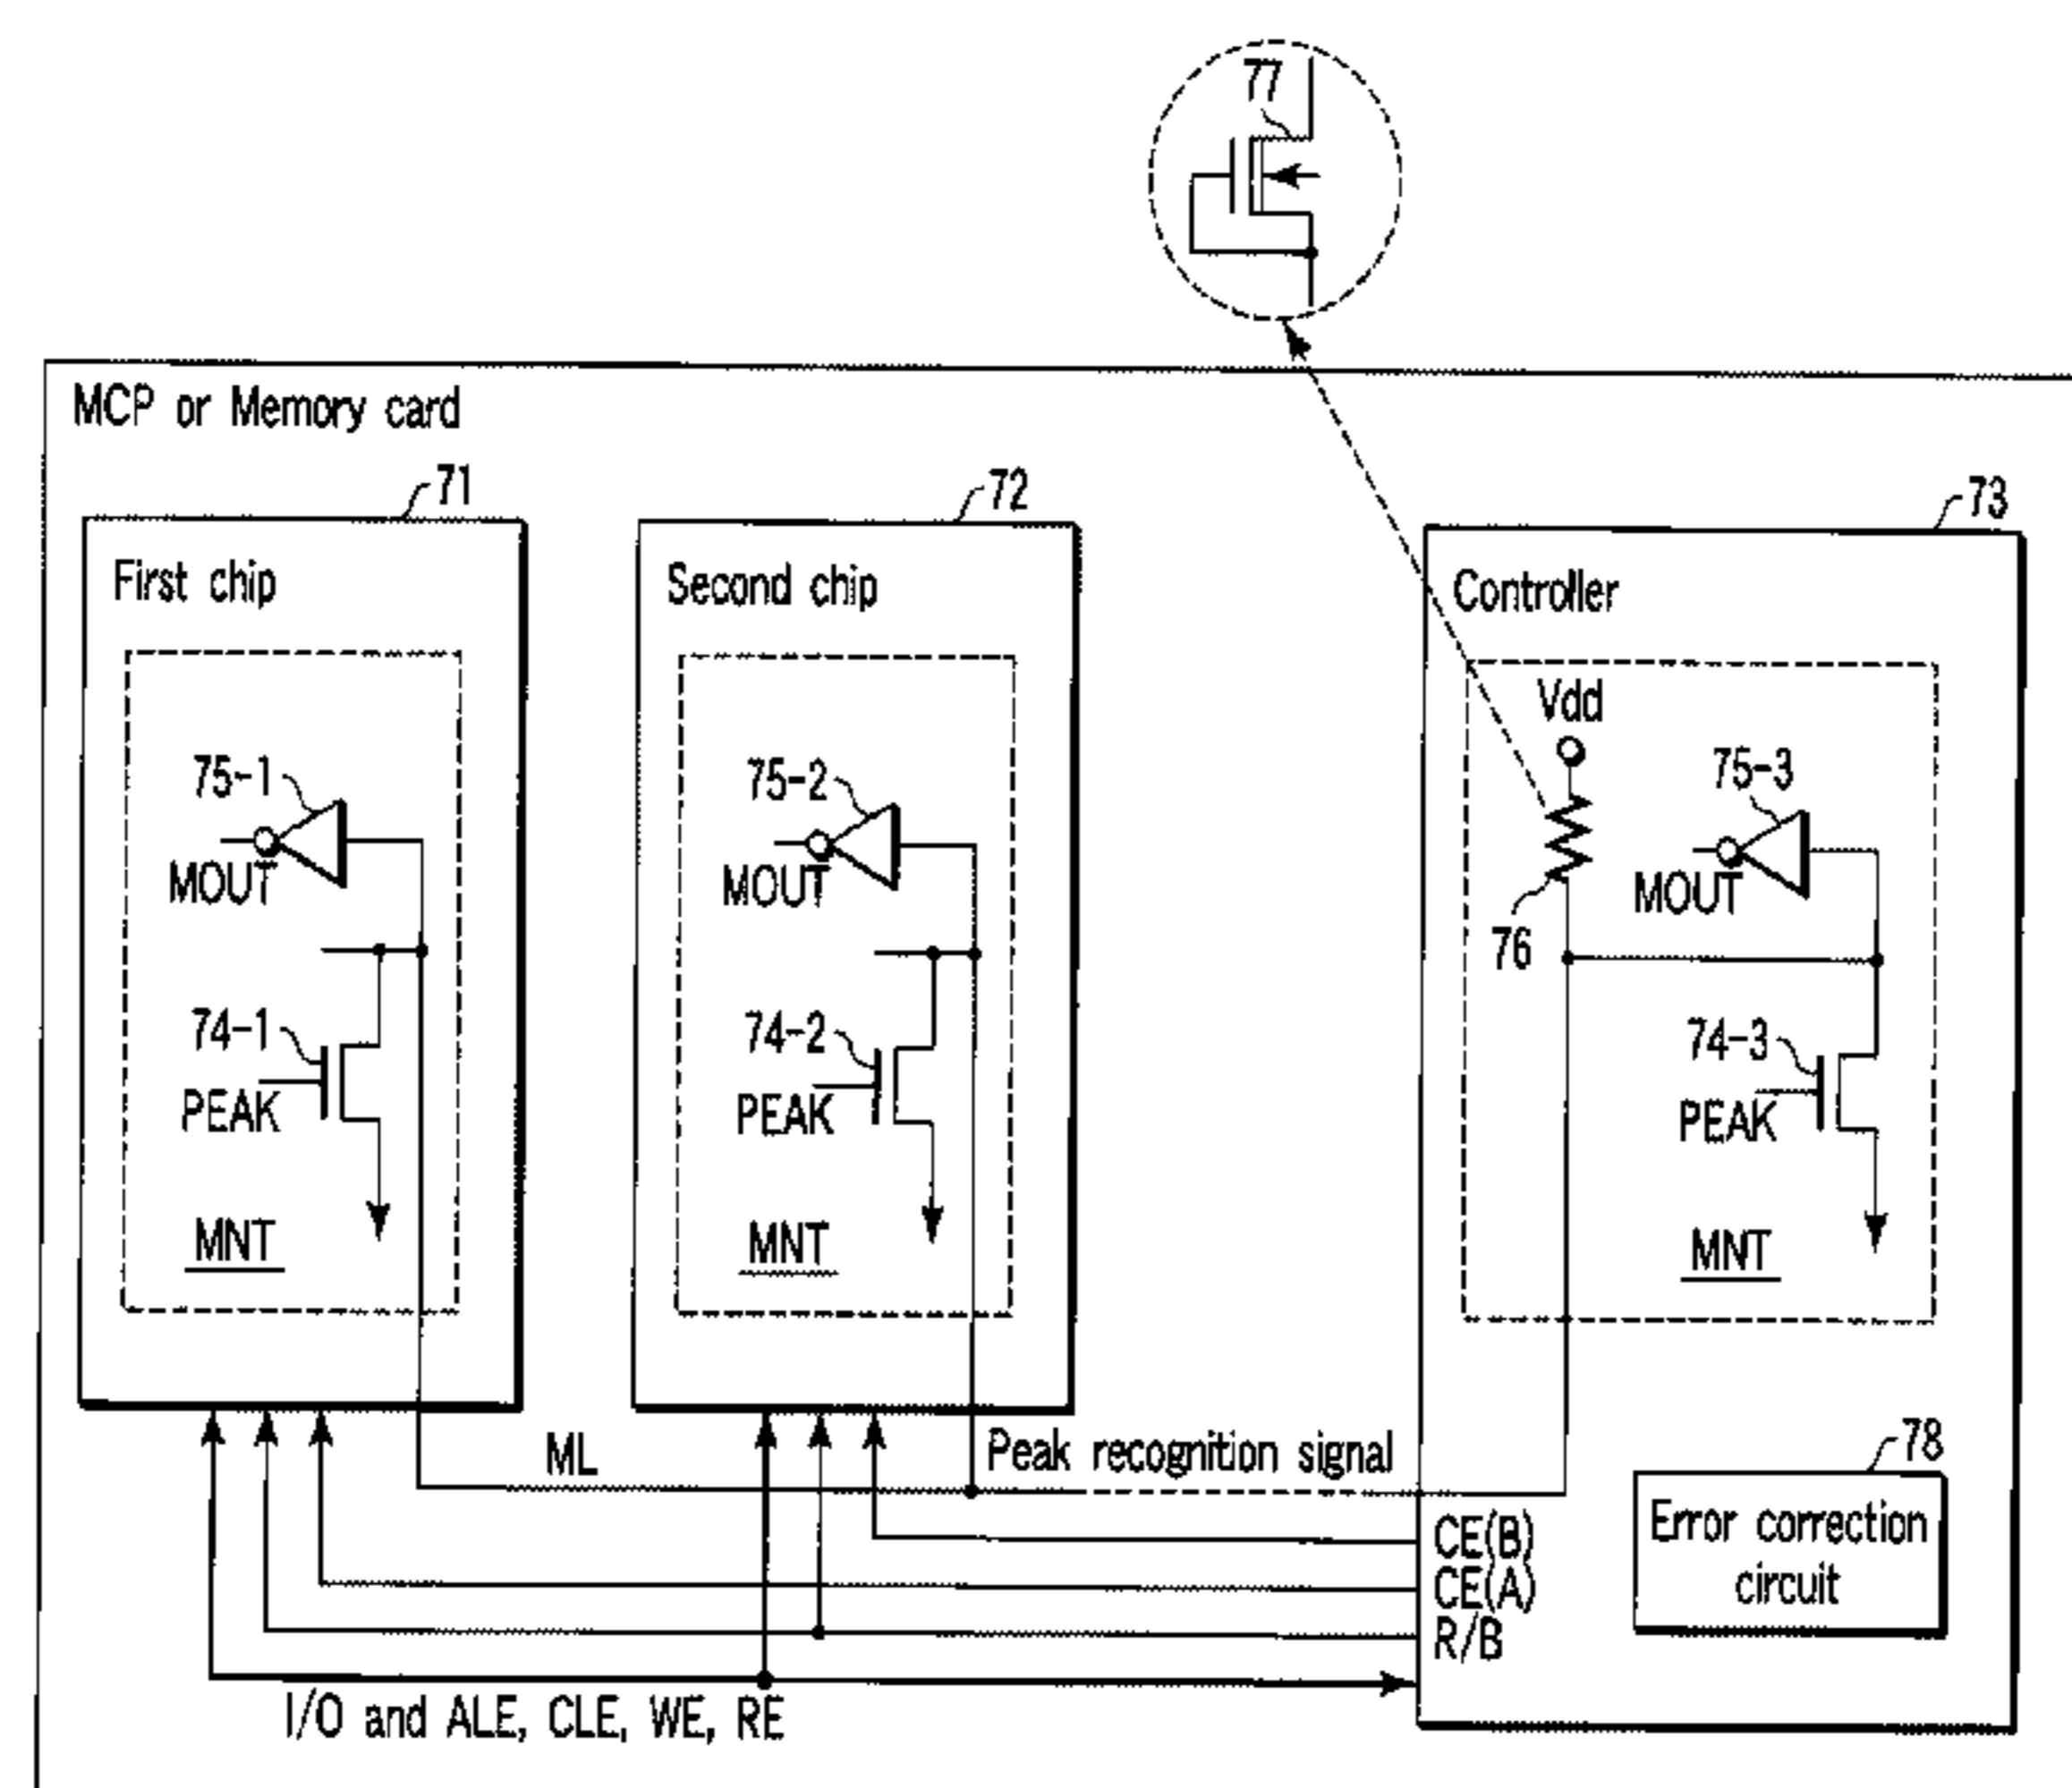 77
MCP or Memory card
71
72
73
First chip
Second chip
Controller
Vdd
75-1
75-2
75-3
MOUT
MOUT
MOUT
76
74-1
74-2
74-3
PEAK
PEAK
PEAK
MNT
MNT
MNT
ML
Peak recognition signal
78
Error correction
circuit
CE(B)
CE(A)
R/B
I/O and ALE, CLE, WE, RE